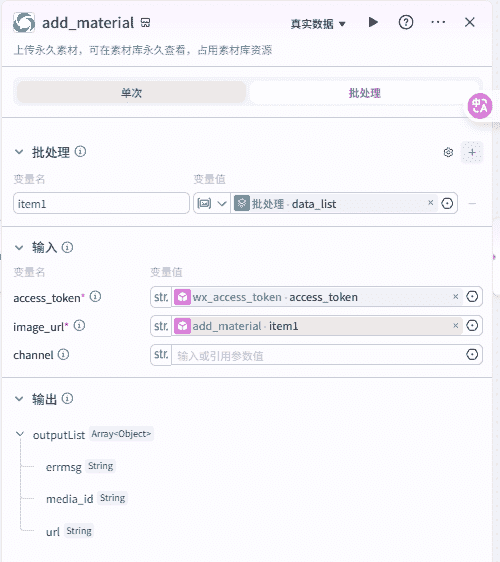 add_material 真实数据
上传永久素材，可在素材库永久查看，占用素材库资源
单次 批处理
中A
批处理
变量名 变量值
item1 批处理 · data_list
输入
变量名 变量值
access_token* str. wx_access_token · access_token
image_url* str. add_material · item1
channel str. 输入或引用参数值
输出
outputList Array<Object>
errmsg String
media_id String
url String